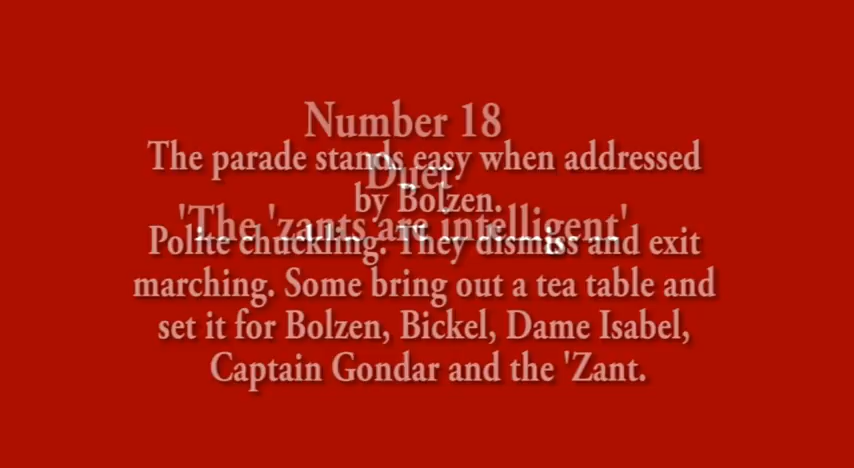 Number 18
Duet
'The 'zants are intelligent'
The parade stands easy when addressed
by Bolzen.
Polite chuckling. They dismiss and exit
marching. Some bring out a tea table and
set it for Bolzen, Bickel, Dame Isabel,
Captain Gondar and the 'Zant.